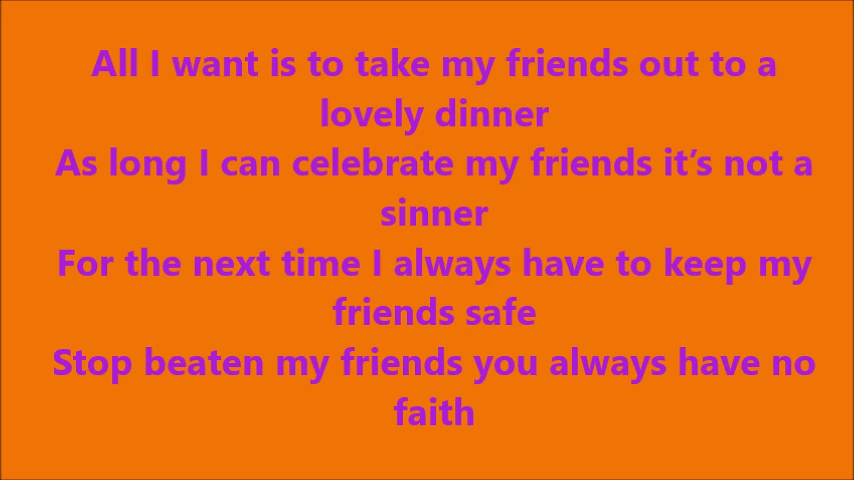 All I want is to take my friends out to a
lovely dinner
As long I can celebrate my friends it’s not a
sinner
For the next time I always have to keep my
friends safe
Stop beaten my friends you always have no
faith